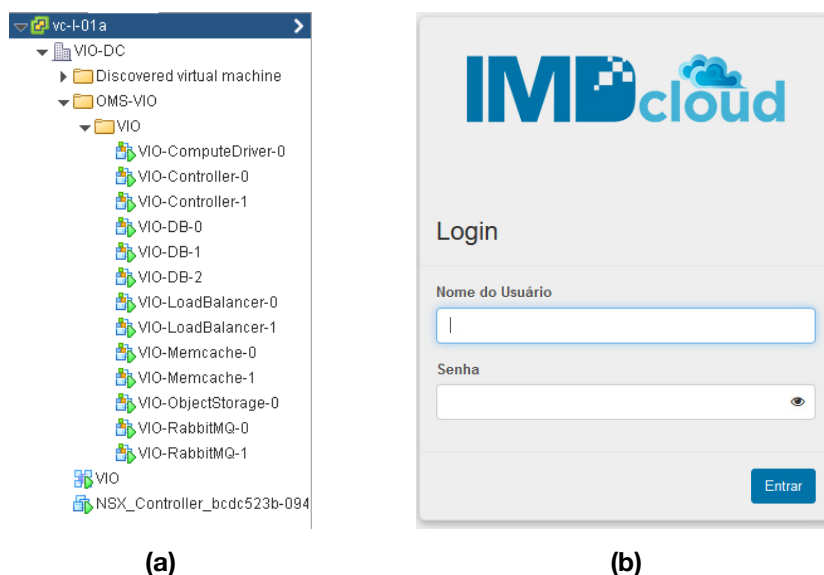 vc-l-01a
VIO-DC
Discovered virtual machine
OMS-VIO
VIO
VIO-ComputeDriver-0
VIO-Controller-0
VIO-Controller-1
VIO-DB-0
VIO-DB-1
VIO-DB-2
VIO-LoadBalancer-0
VIO-LoadBalancer-1
VIO-Memcache-0
VIO-Memcache-1
VIO-ObjectStorage-0
VIO-RabbitMQ-0
VIO-RabbitMQ-1
VIO
NSX_Controller_bcdc523b-094
(a)
IMDcloud
Login
Nome do Usuário
Senha
Entrar
(b)